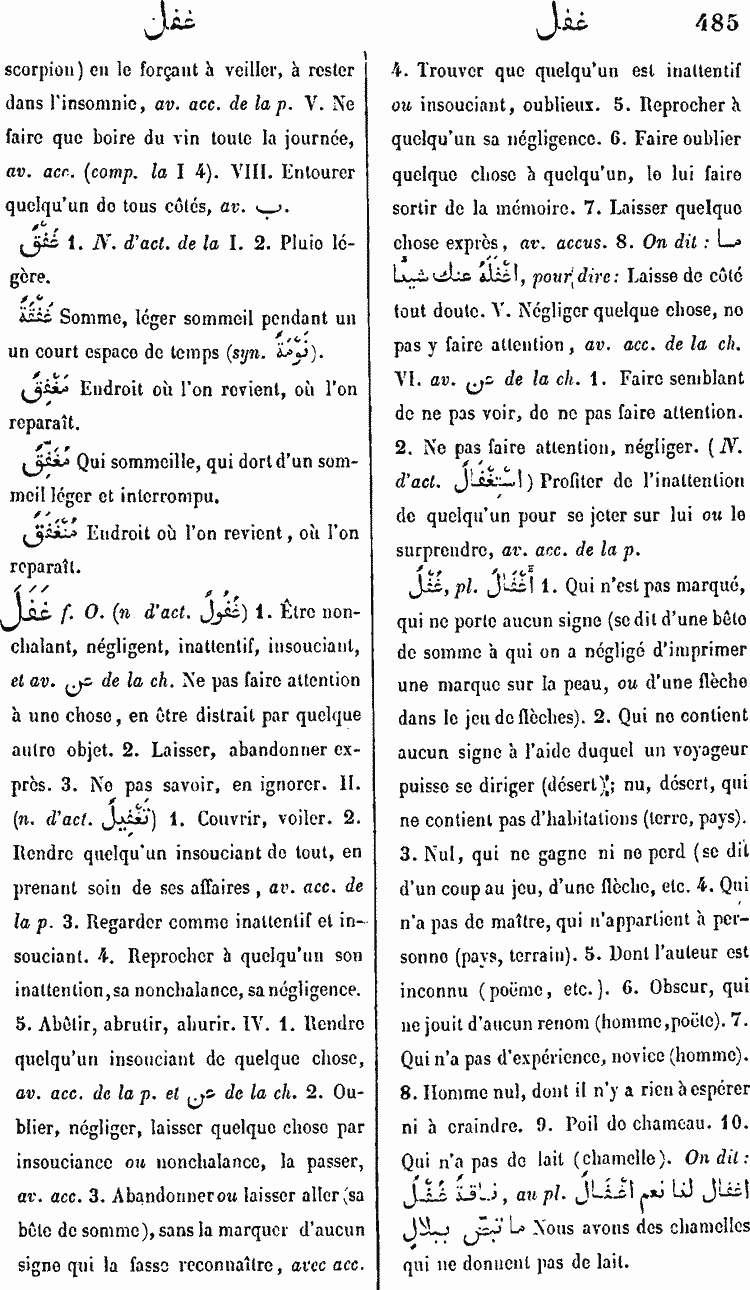 غفل
غفل 485
scorpion) en le forçant à veiller, à rester
dans l'insomnie, av. acc. de la p. V. Ne
faire que boire du vin toute la journée,
av. acc. (comp. la I 4). VIII. Entourer
quelqu'un de tous côtés, av. ب.
غَفْقٌ 1. N. d'act. de la I. 2. Pluie lé-
gère.
غَفْقَةٌ Somme, léger sommeil pendant un
un court espace de temps (syn. نَوْمَةٌ).
مَغْفِقٌ Endroit où l'on revient, où l'on
reparaît.
مُغَفِّقٌ Qui sommeille, qui dort d'un som-
meil léger et interrompu.
مُنْغَفَقٌ Endroit où l'on revient, où l'on
reparaît.
غَفَلَ f. O. (n d'act. غُفُولٌ) 1. Être non-
chalant, négligent, inattentif, insouciant,
et av. عن de la ch. Ne pas faire attention
à une chose, en être distrait par quelque
autre objet. 2. Laisser, abandonner ex-
près. 3. Ne pas savoir, en ignorer. II.
(n. d'act. تَغْفِيلٌ) 1. Couvrir, voiler. 2.
Rendre quelqu'un insouciant de tout, en
prenant soin de ses affaires, av. acc. de
la p. 3. Regarder comme inattentif et in-
souciant. 4. Reprocher à quelqu'un son
inattention, sa nonchalance, sa négligence.
5. Abêtir, abrutir, ahurir. IV. 1. Rendre
quelqu'un insouciant de quelque chose,
av. acc. de la p. et عن de la ch. 2. Ou-
blier, négliger, laisser quelque chose par
insouciance ou nonchalance, la passer,
av. acc. 3. Abandonner ou laisser aller (sa
bête de somme), sans la marquer d'aucun
signe qui la fasse reconnaître, avec acc.
4. Trouver que quelqu'un est inattentif
ou insouciant, oublieux. 5. Reprocher à
quelqu'un sa négligence. 6. Faire oublier
quelque chose à quelqu'un, le lui faire
sortir de la mémoire. 7. Laisser quelque
chose exprès, av. accus. 8. On dit : ما
اغْفَلَهُ عنك شيئًا, pour dire : Laisse de côté
tout doute. V. Négliger quelque chose, ne
pas y faire attention, av. acc. de la ch.
VI. av. عن de la ch. 1. Faire semblant
de ne pas voir, de ne pas faire attention.
2. Ne pas faire attention, négliger. (N.
d'act. اسْتِغْفَالٌ) Profiter de l'inattention
de quelqu'un pour se jeter sur lui ou le
surprendre, av. acc. de la p.
غُفْلٌ, pl. أَغْفَالٌ 1. Qui n'est pas marqué,
qui ne porte aucun signe (se dit d'une bête
de somme à qui on a négligé d'imprimer
une marque sur la peau, ou d'une flèche
dans le jeu de flèches). 2. Qui ne contient
aucun signe à l'aide duquel un voyageur
puisse se diriger (désert); nu, désert, qui
ne contient pas d'habitations (terre, pays).
3. Nul, qui ne gagne ni ne perd (se dit
d'un coup au jeu, d'une flèche, etc. 4. Qui
n'a pas de maître, qui n'appartient à per-
sonne (pays, terrain). 5. Dont l'auteur est
inconnu (poëme, etc.). 6. Obscur, qui
ne jouit d'aucun renom (homme, poëte). 7.
Qui n'a pas d'expérience, novice (homme).
8. Homme nul, dont il n'y a rien à espérer
ni à craindre. 9. Poil de chameau. 10.
Qui n'a pas de lait (chamelle). On dit :
نَاقَةٌ غُفْلٌ, au pl. اغفال لنا نعم اغْفَالٌ
ما تبضّ ببلال Nous avons des chamelles
qui ne donnent pas de lait.